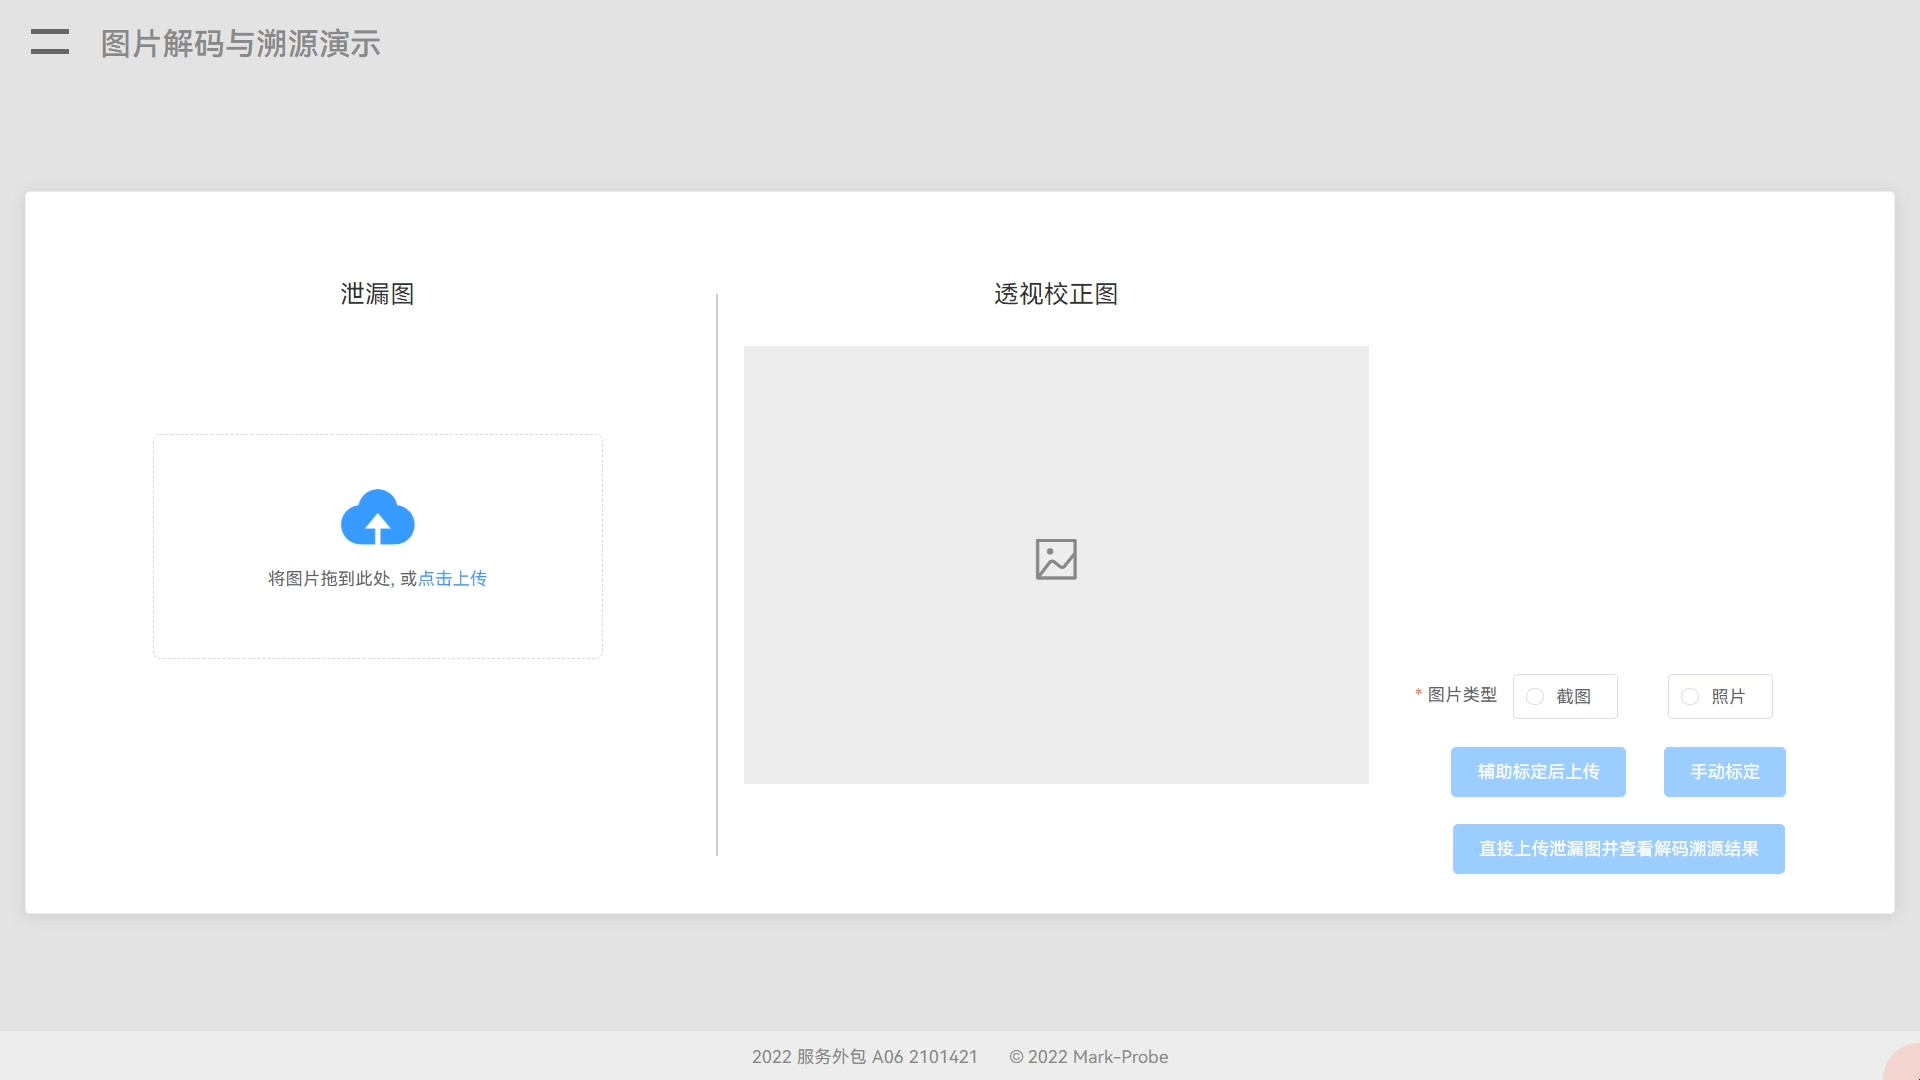 图片解码与溯源演示
泄漏图
透视校正图
将图片拖到此处, 或点击上传
* 图片类型 截图 照片
辅助标定后上传 手动标定
直接上传泄漏图并查看解码溯源结果
2022 服务外包 A06 2101421 © 2022 Mark-Probe